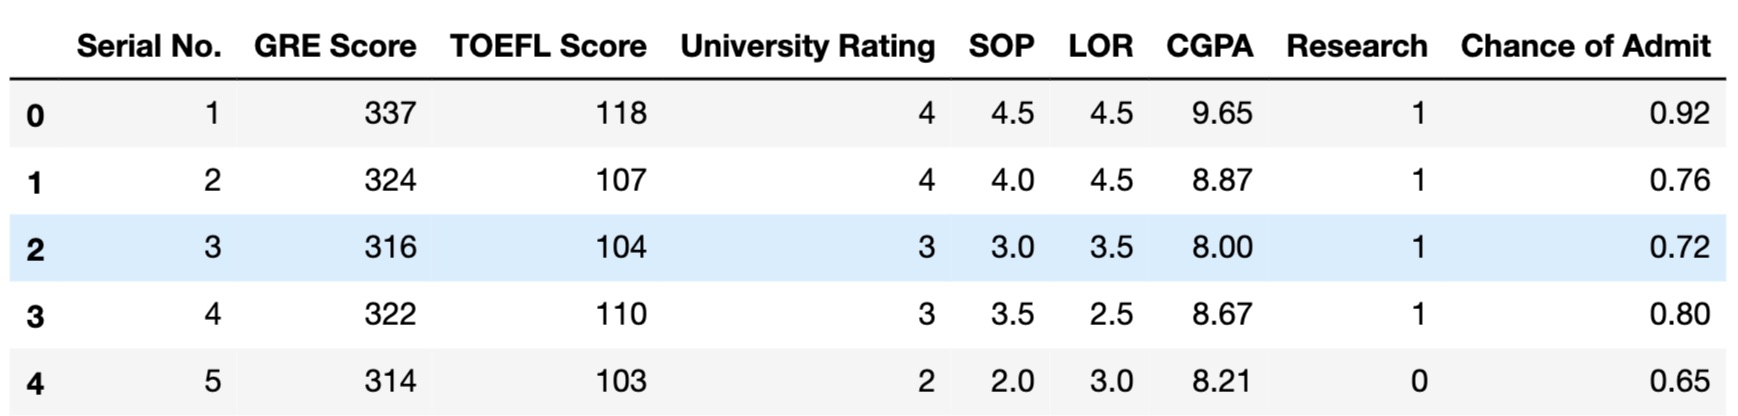 Serial No. GRE Score TOEFL Score University Rating SOP LOR CGPA Research Chance of Admit
0 1 337 118 4 4.5 4.5 9.65 1 0.92
1 2 324 107 4 4.0 4.5 8.87 1 0.76
2 3 316 104 3 3.0 3.5 8.00 1 0.72
3 4 322 110 3 3.5 2.5 8.67 1 0.80
4 5 314 103 2 2.0 3.0 8.21 0 0.65